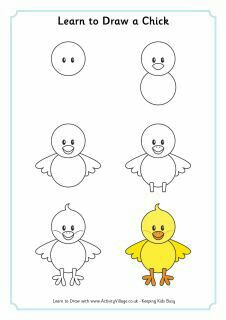 Learn to Draw a Chick
Learn to Draw with www.ActivityVillage.co.uk - Keeping Kids Busy